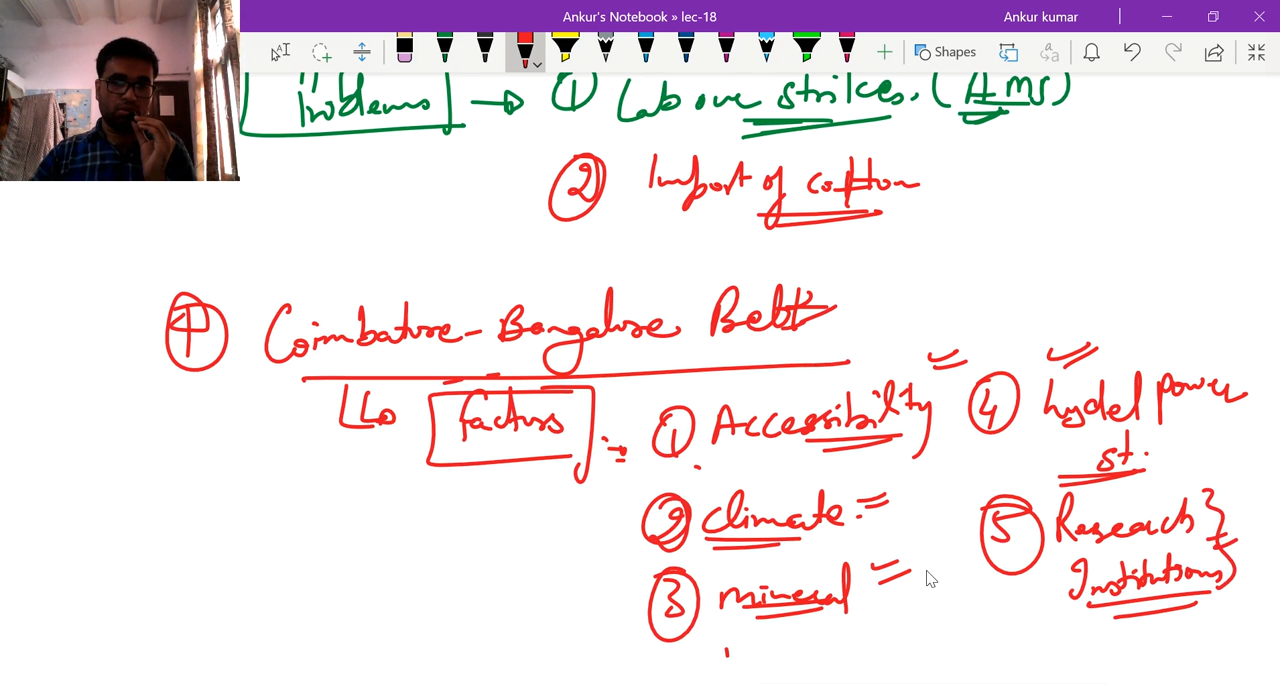 Ankur's Notebook » lec-18
Ankur kumar
Shapes
Problems → ① Labour strikes. (Ams)
② Import of cotton
④ Coimbatore-Bangalore Belt
Factors :→ ① Accessibility
② Climate
③ mineral
④ hydel power
st.
⑤ Research
Institutions